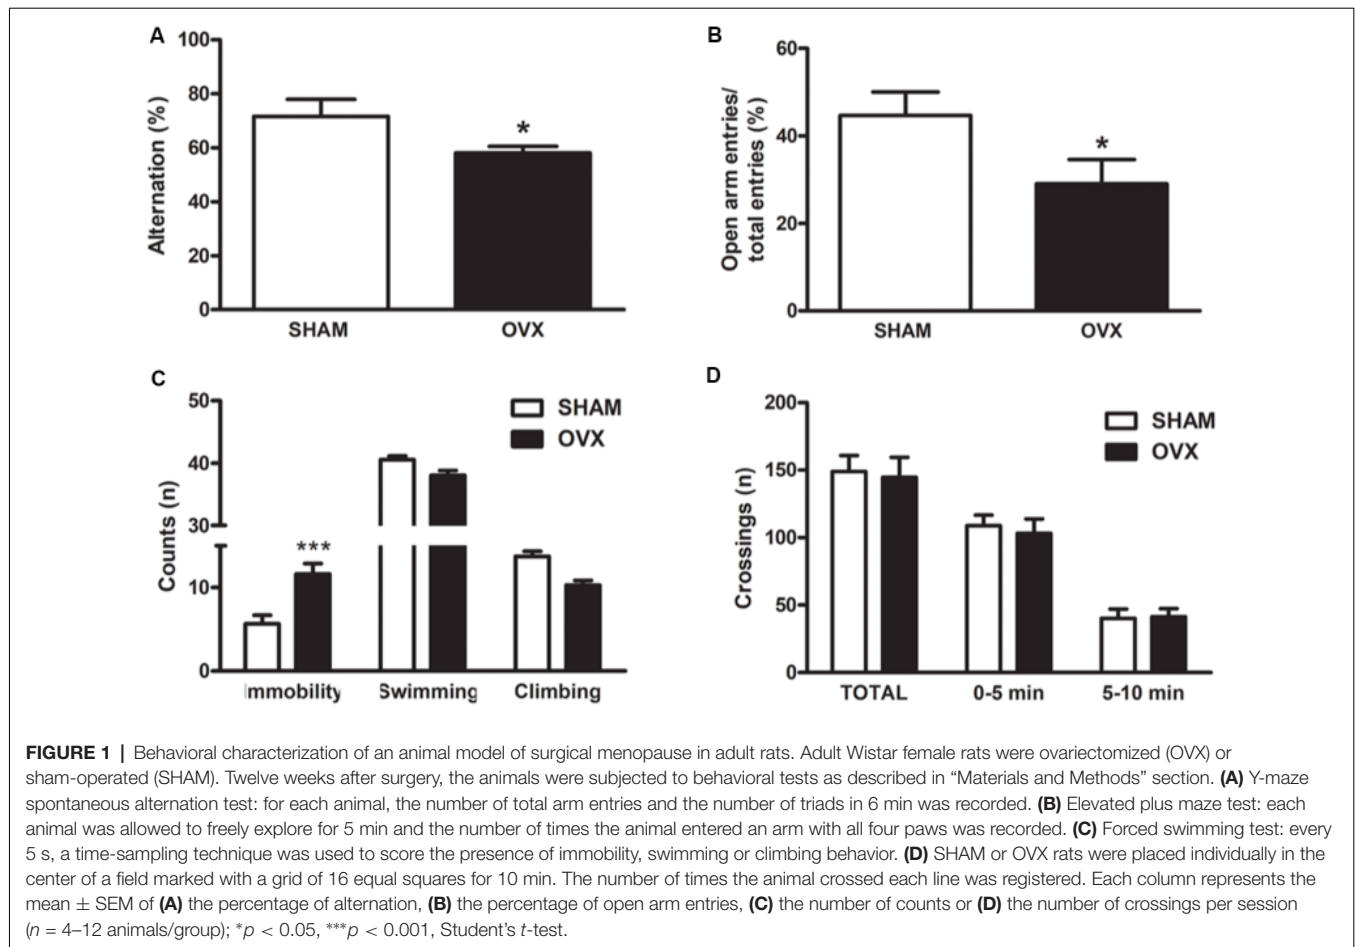 A
100
80
60
40
20
0
Alternation (%)
*
SHAM
OVX
B
60
40
20
0
Open arm entries/
total entries (%)
*
SHAM
OVX
C
50
40
30
10
0
Counts (n)
SHAM
OVX
***
Immobility
Swimming
Climbing
D
200
150
100
50
0
Crossings (n)
SHAM
OVX
TOTAL
0-5 min
5-10 min
FIGURE 1 | Behavioral characterization of an animal model of surgical menopause in adult rats. Adult Wistar female rats were ovariectomized (OVX) or
sham-operated (SHAM). Twelve weeks after surgery, the animals were subjected to behavioral tests as described in “Materials and Methods” section. (A) Y-maze
spontaneous alternation test: for each animal, the number of total arm entries and the number of triads in 6 min was recorded. (B) Elevated plus maze test: each
animal was allowed to freely explore for 5 min and the number of times the animal entered an arm with all four paws was recorded. (C) Forced swimming test: every
5 s, a time-sampling technique was used to score the presence of immobility, swimming or climbing behavior. (D) SHAM or OVX rats were placed individually in the
center of a field marked with a grid of 16 equal squares for 10 min. The number of times the animal crossed each line was registered. Each column represents the
mean ± SEM of (A) the percentage of alternation, (B) the percentage of open arm entries, (C) the number of counts or (D) the number of crossings per session
(n = 4–12 animals/group); *p < 0.05, ***p < 0.001, Student’s t-test.